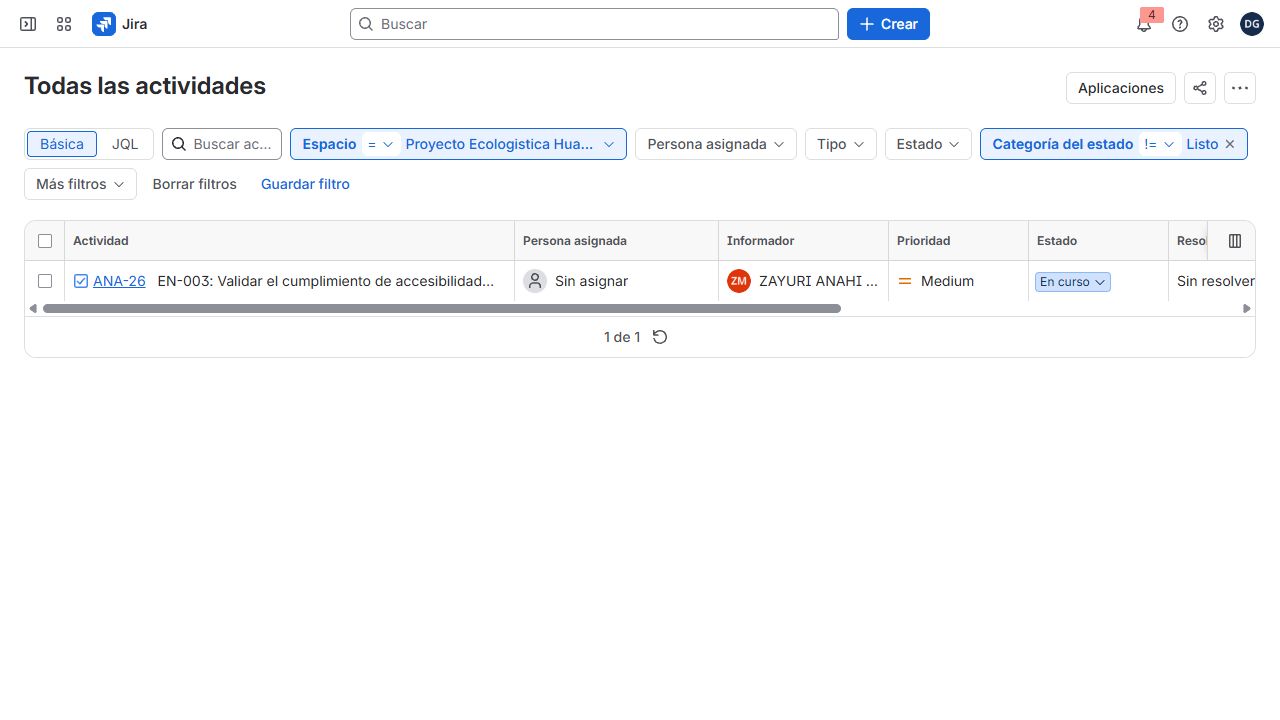 Jira
Buscar
Crear
4
DG
Todas las actividades
Aplicaciones
Básica
JQL
Buscar ac...
Espacio = Proyecto Ecologistica Hua...
Persona asignada
Tipo
Estado
Categoría del estado != Listo
Más filtros
Borrar filtros
Guardar filtro
Actividad
Persona asignada
Informador
Prioridad
Estado
Resol
ANA-26
EN-003: Validar el cumplimiento de accesibilidad...
Sin asignar
ZM
ZAYURI ANAHI ...
Medium
En curso
Sin resolver
1 de 1